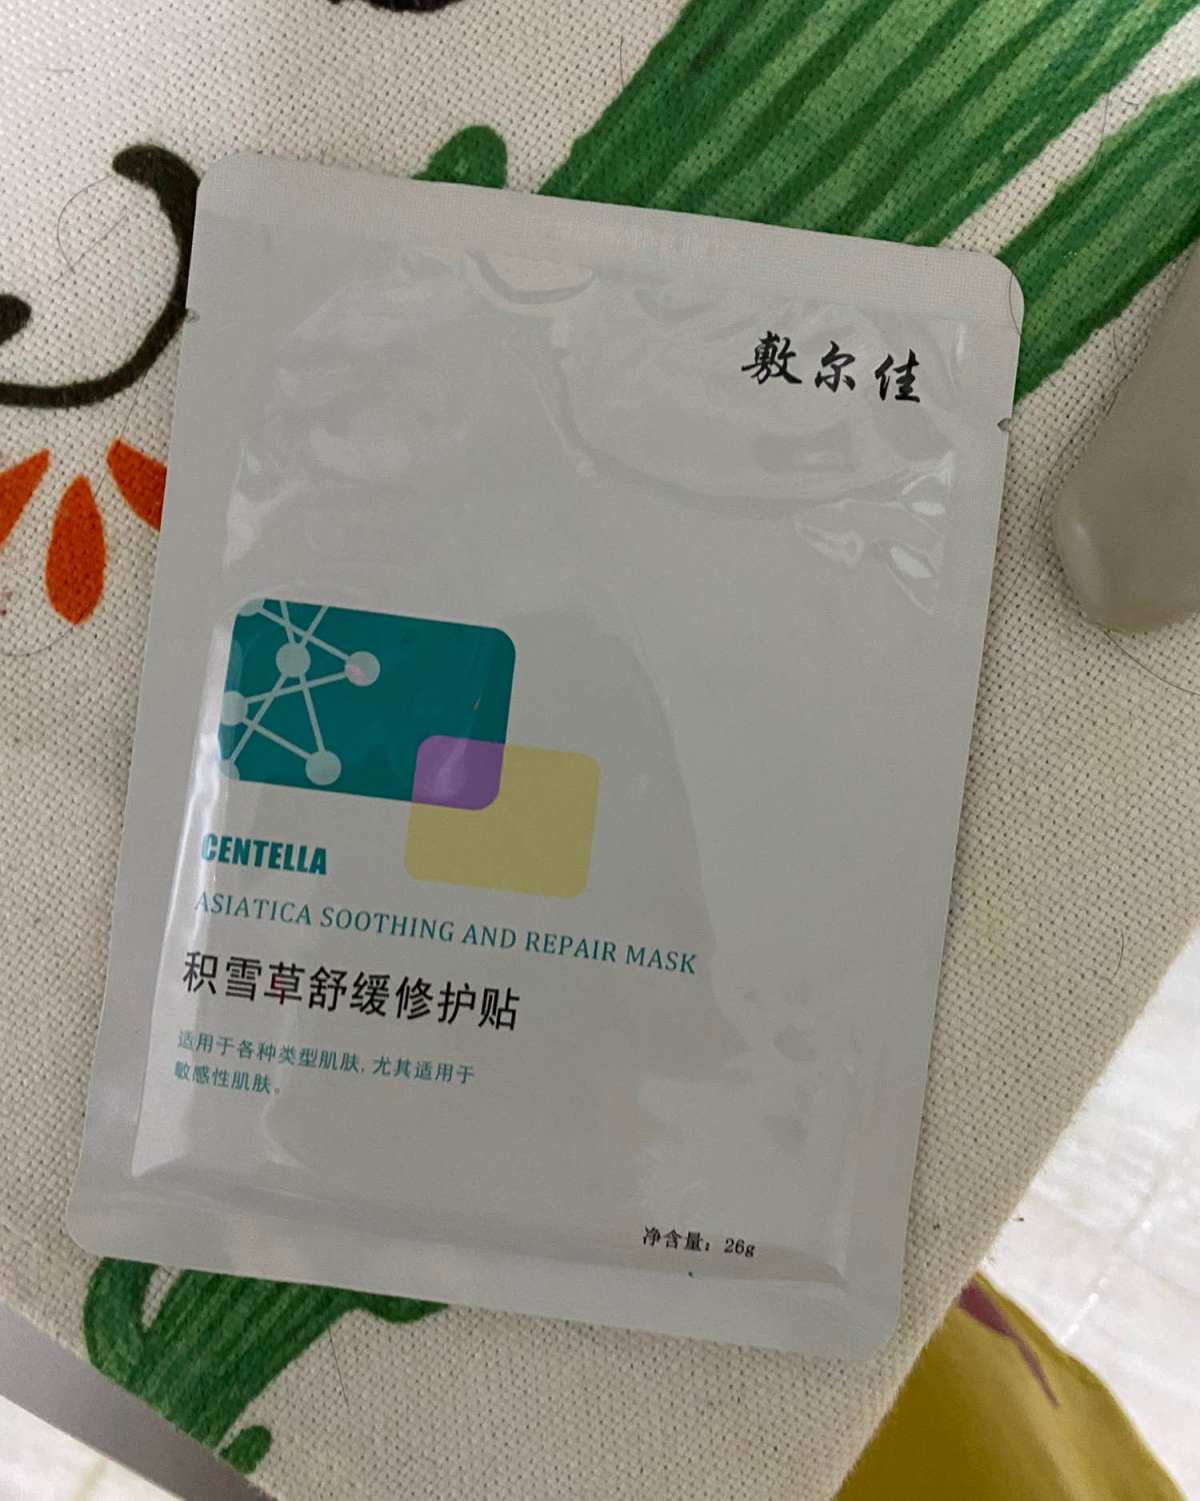 敷尔佳
CENTELLA
ASIATICA SOOTHING AND REPAIR MASK
积雪草舒缓修护贴
适用于各种类型肌肤,尤其适用于
敏感性肌肤。
净含量：26g